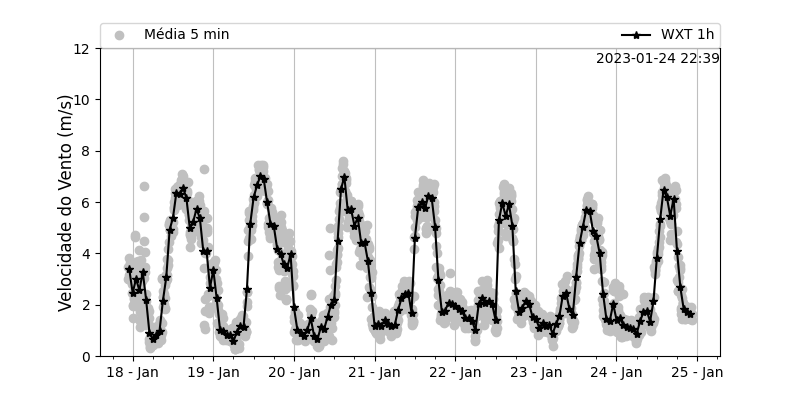 Média 5 min
WXT 1h
2023-01-24 22:39
Velocidade do Vento (m/s)
12
10
8
6
4
2
0
18 - Jan
19 - Jan
20 - Jan
21 - Jan
22 - Jan
23 - Jan
24 - Jan
25 - Jan